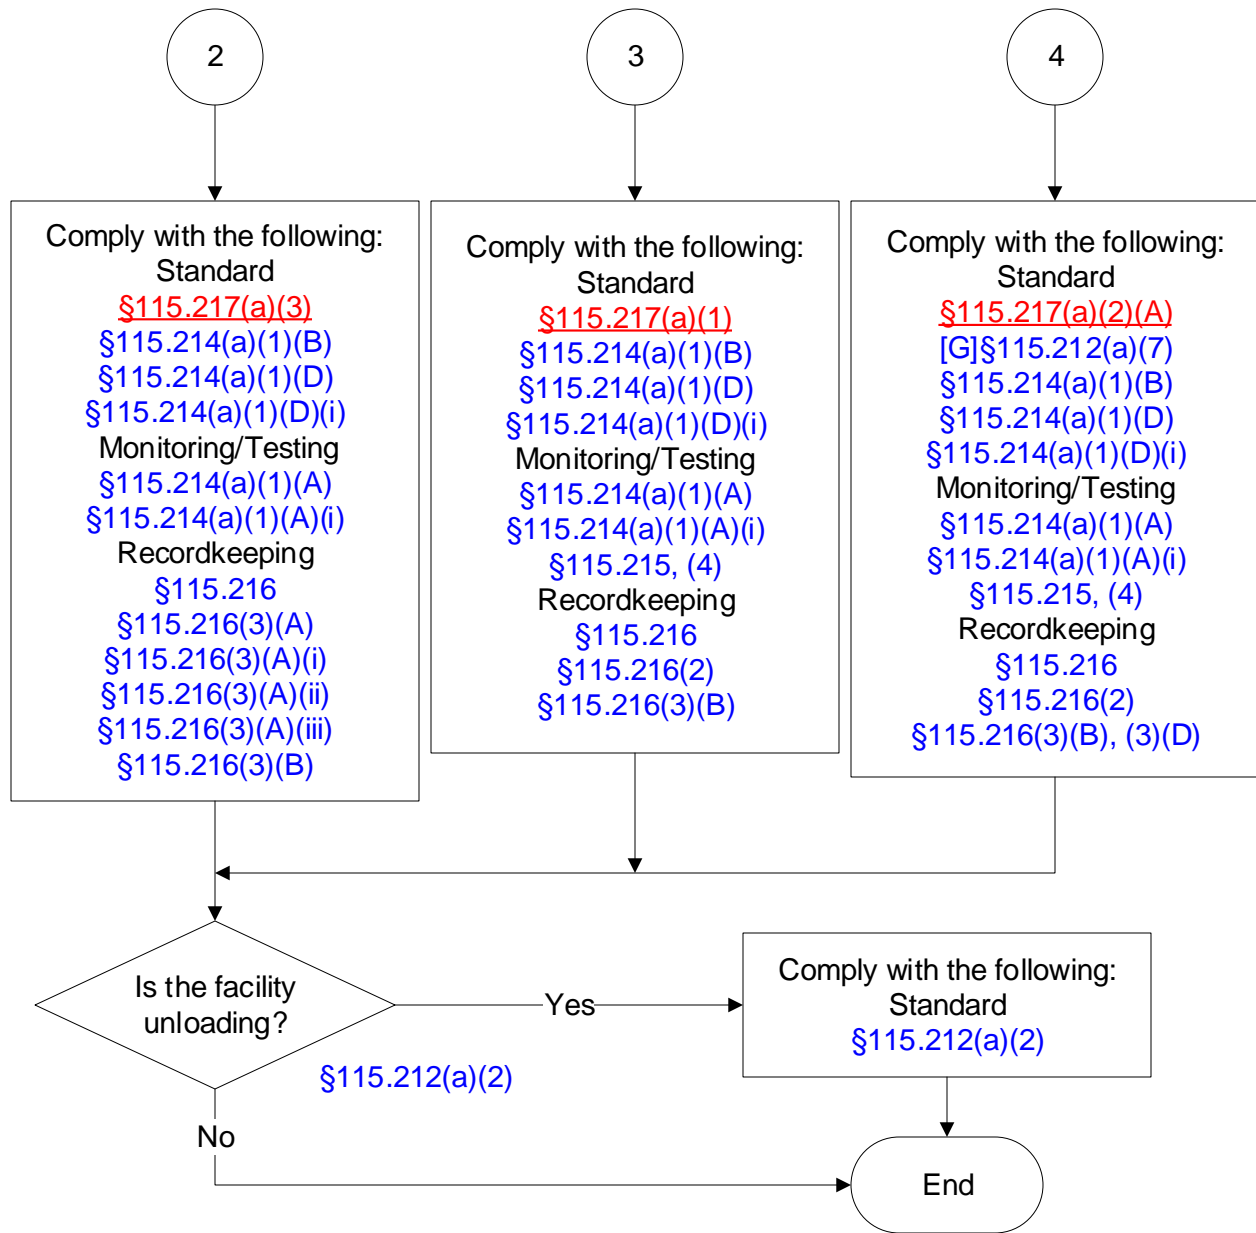 2
3
4
Comply with the following:
Standard
§115.217(a)(3)
§115.214(a)(1)(B)
§115.214(a)(1)(D)
§115.214(a)(1)(D)(i)
Monitoring/Testing
§115.214(a)(1)(A)
§115.214(a)(1)(A)(i)
Recordkeeping
§115.216
§115.216(3)(A)
§115.216(3)(A)(i)
§115.216(3)(A)(ii)
§115.216(3)(A)(iii)
§115.216(3)(B)
Comply with the following:
Standard
§115.217(a)(1)
§115.214(a)(1)(B)
§115.214(a)(1)(D)
§115.214(a)(1)(D)(i)
Monitoring/Testing
§115.214(a)(1)(A)
§115.214(a)(1)(A)(i)
§115.215, (4)
Recordkeeping
§115.216
§115.216(2)
§115.216(3)(B)
Comply with the following:
Standard
§115.217(a)(2)(A)
[G]§115.212(a)(7)
§115.214(a)(1)(B)
§115.214(a)(1)(D)
§115.214(a)(1)(D)(i)
Monitoring/Testing
§115.214(a)(1)(A)
§115.214(a)(1)(A)(i)
§115.215, (4)
Recordkeeping
§115.216
§115.216(2)
§115.216(3)(B), (3)(D)
Is the facility
unloading?
Yes
§115.212(a)(2)
No
Comply with the following:
Standard
§115.212(a)(2)
End